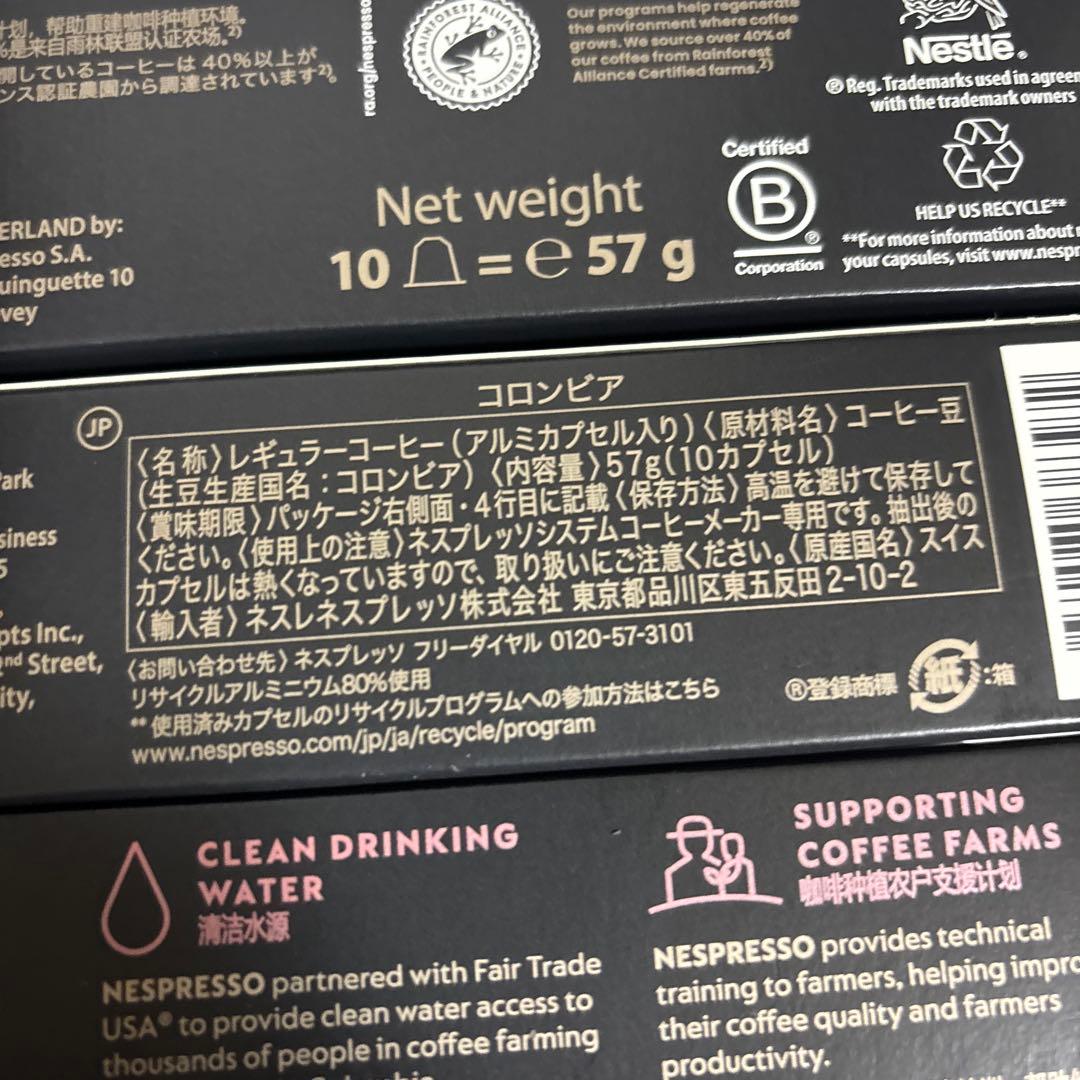 计划，帮助重建咖啡种植环境。
是来自雨林联盟认证农场。2)
開しているコーヒーは 40%以上が
ンス認証農園から調達されています2)。
ra.org/nespresso
RAINFOREST ALLIANCE
PEOPLE & NATURE
Our programs help regenerate
the environment where coffee
grows. We source over 40% of
our coffee from Rainforest
Alliance Certified farms.2)
Nestlé®
® Reg. Trademarks used in agreem
with the trademark owners
ERLAND by:
esso S.A.
uinguette 10
vey
Net weight
10 = ℮ 57 g
Certified
B
®
Corporation
HELP US RECYCLE**
**For more information about
your capsules, visit www.nespr
コロンビア
JP
〈名称〉レギュラーコーヒー(アルミカプセル入り)〈原材料名〉コーヒー豆
(生豆生産国名：コロンビア)〈内容量〉57g(10カプセル)
〈賞味期限〉パッケージ右側面・4行目に記載〈保存方法〉高温を避けて保存して
ください。〈使用上の注意〉ネスプレッソシステムコーヒーメーカー専用です。抽出後の
カプセルは熱くなっていますので、取り扱いにご注意ください。〈原産国名〉スイス
〈輸入者〉ネスレネスプレッソ株式会社 東京都品川区東五反田2-10-2
〈お問い合わせ先〉ネスプレッソ フリーダイヤル 0120-57-3101
リサイクルアルミニウム80%使用
** 使用済みカプセルのリサイクルプログラムへの参加方法はこちら
www.nespresso.com/jp/ja/recycle/program
®登録商標 紙：箱
ark
siness
5
pts Inc.,
nd Street,
ity,
CLEAN DRINKING
WATER
清洁水源
NESPRESSO partnered with Fair Trade
USA® to provide clean water access to
thousands of people in coffee farming
SUPPORTING
COFFEE FARMS
咖啡种植农户支援计划
NESPRESSO provides technical
training to farmers, helping impro
their coffee quality and farmers
productivity.